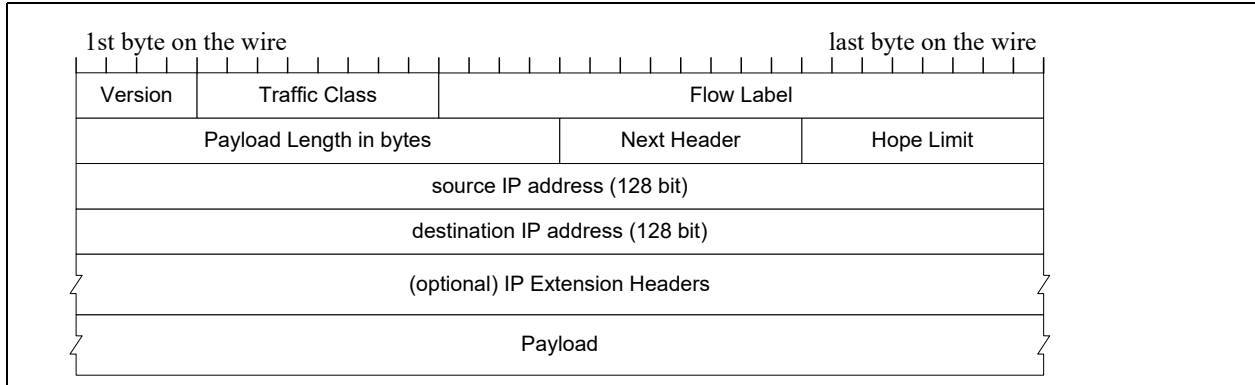 1st byte on the wire last byte on the wire
Version Traffic Class Flow Label
Payload Length in bytes Next Header Hope Limit
source IP address (128 bit)
destination IP address (128 bit)
(optional) IP Extension Headers
Payload